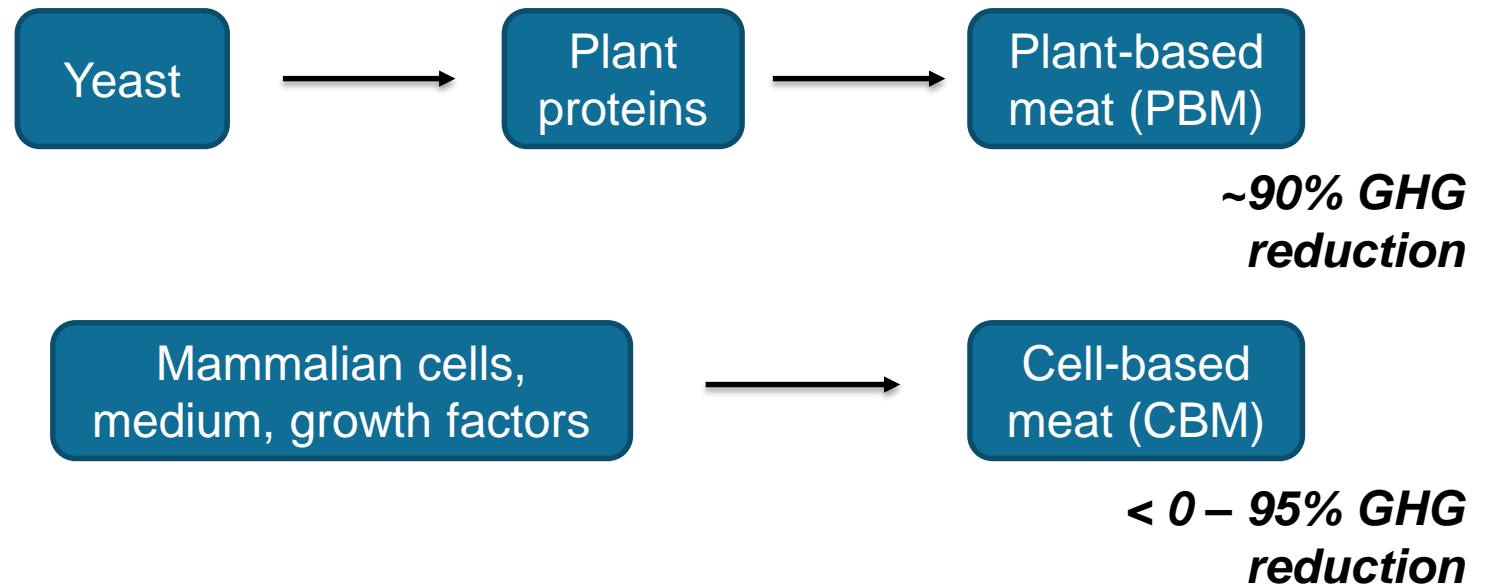 Yeast
Plant
proteins
Plant-based
meat (PBM)
~90% GHG
reduction
Mammalian cells,
medium, growth factors
Cell-based
meat (CBM)
< 0 – 95% GHG
reduction